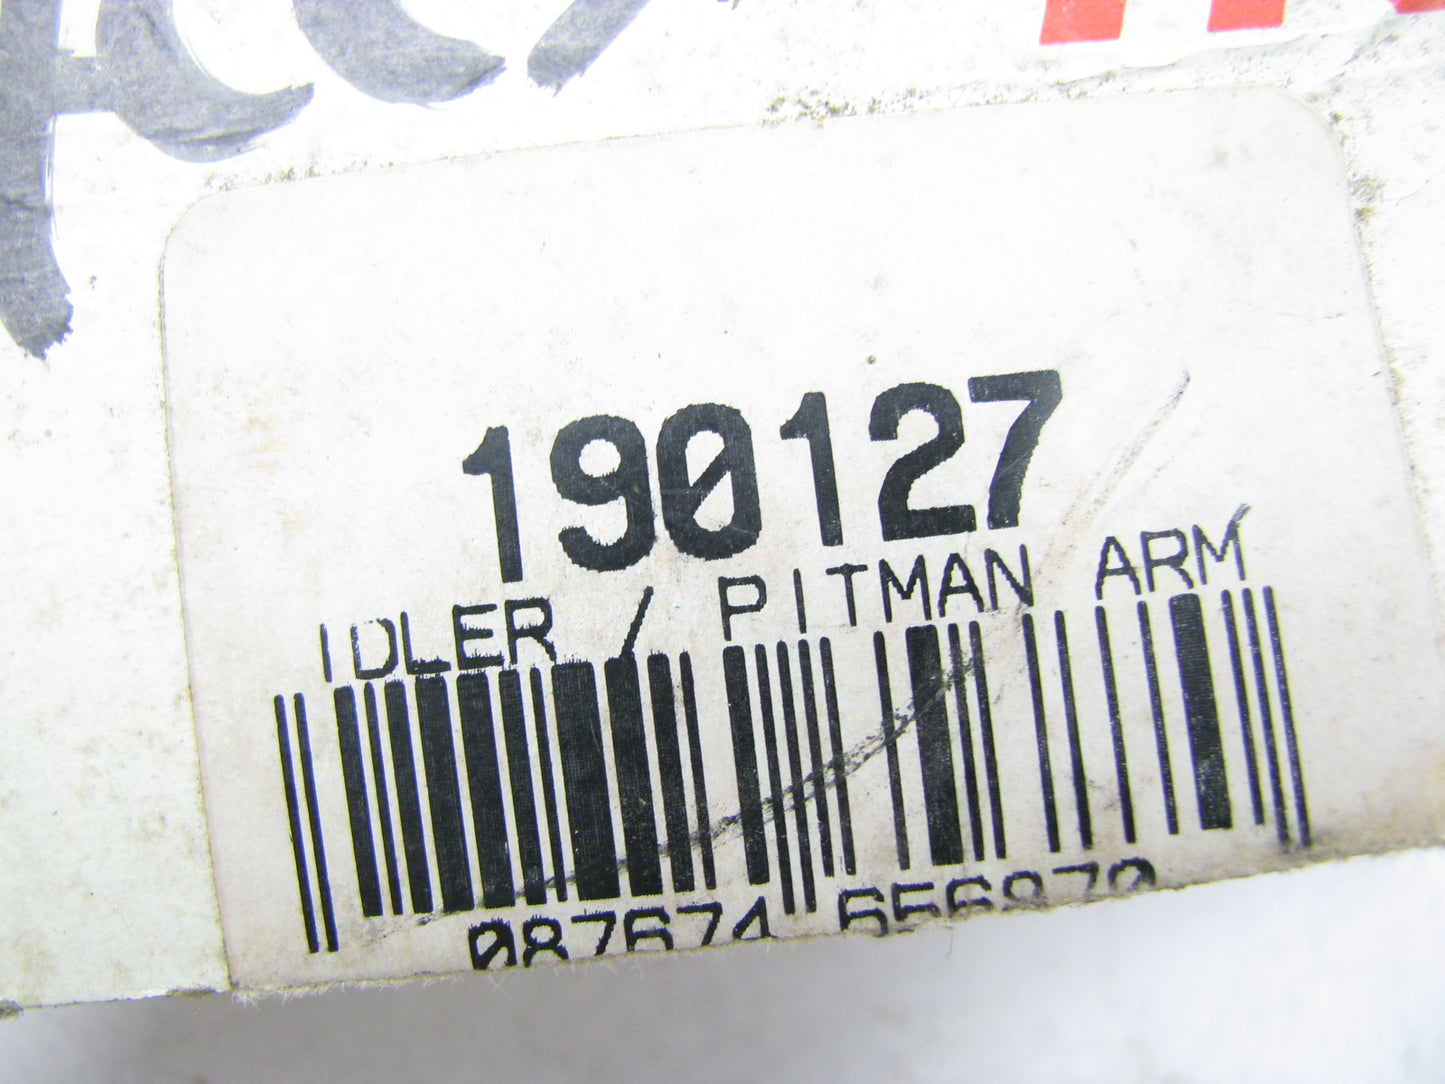 190127
IDLER / PITMAN ARM
087674 656870